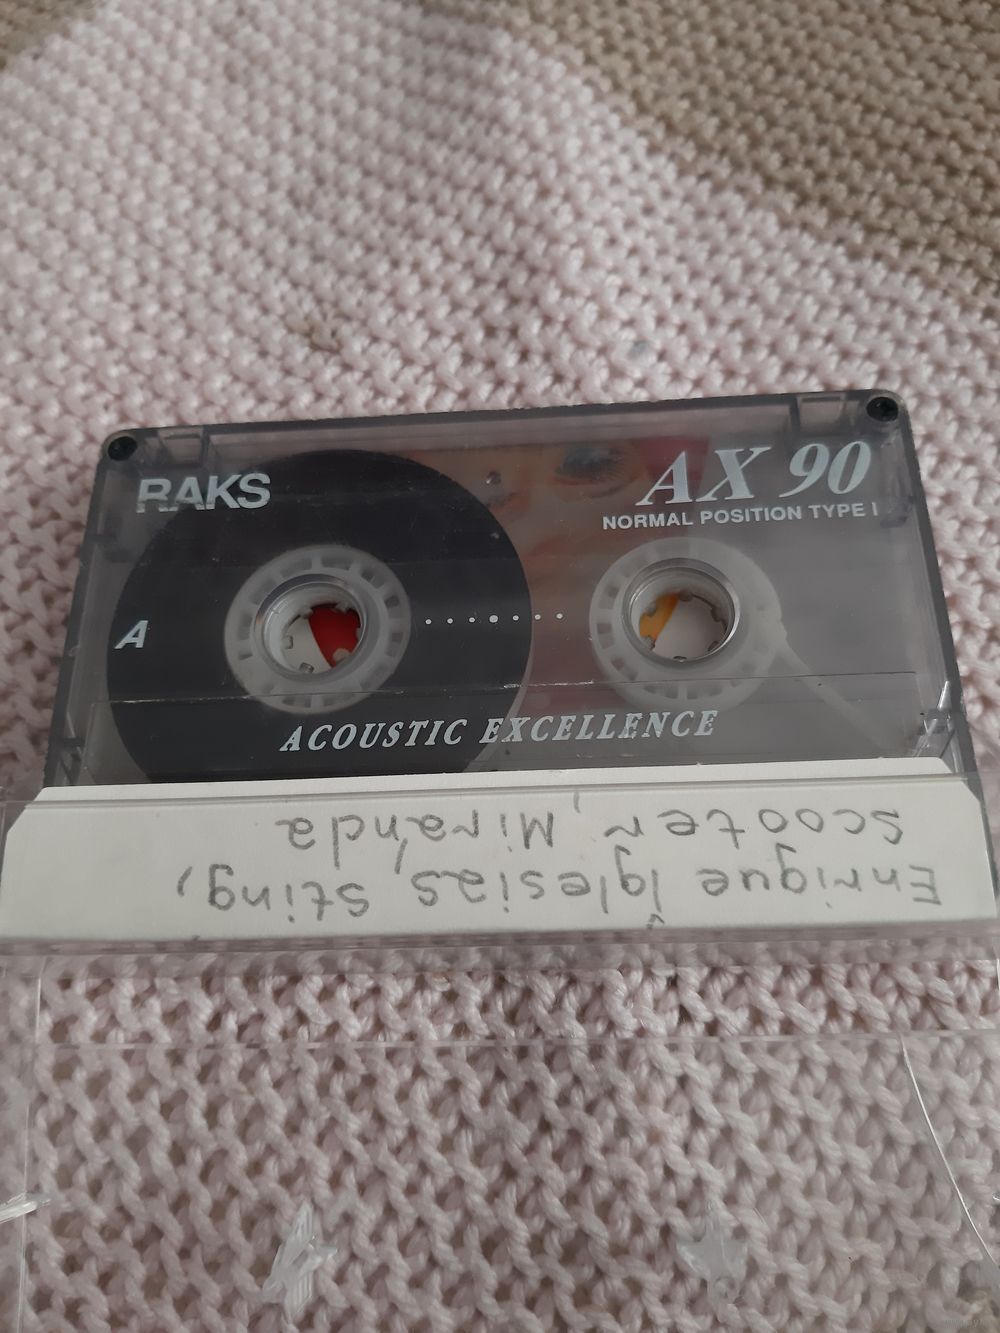 RAKS
AX 90
NORMAL POSITION TYPE I
A
ACOUSTIC EXCELLENCE
Enrique Iglesias, Sting,
Scooter, Miranda